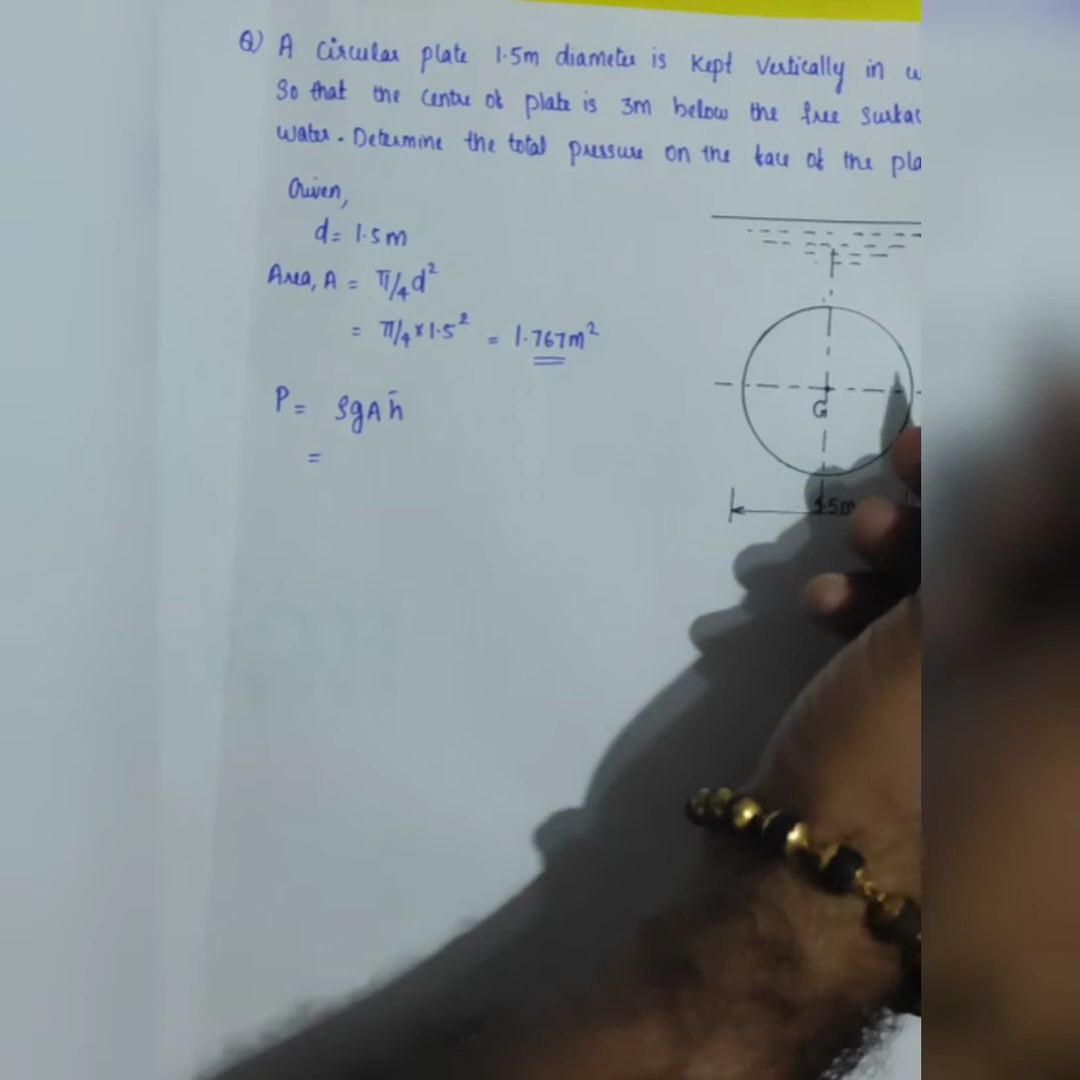 Q) A circular plate 1.5m diameter is kept vertically in
So that the centre of plate is 3m below the free
water. Determine the total pressure on the face of the
Given,
d = 1.5m
Area, A = π/4 d²
= π/4 × 1.5² = 1.767m²
P = ρgAh̄
=
G
1.5m